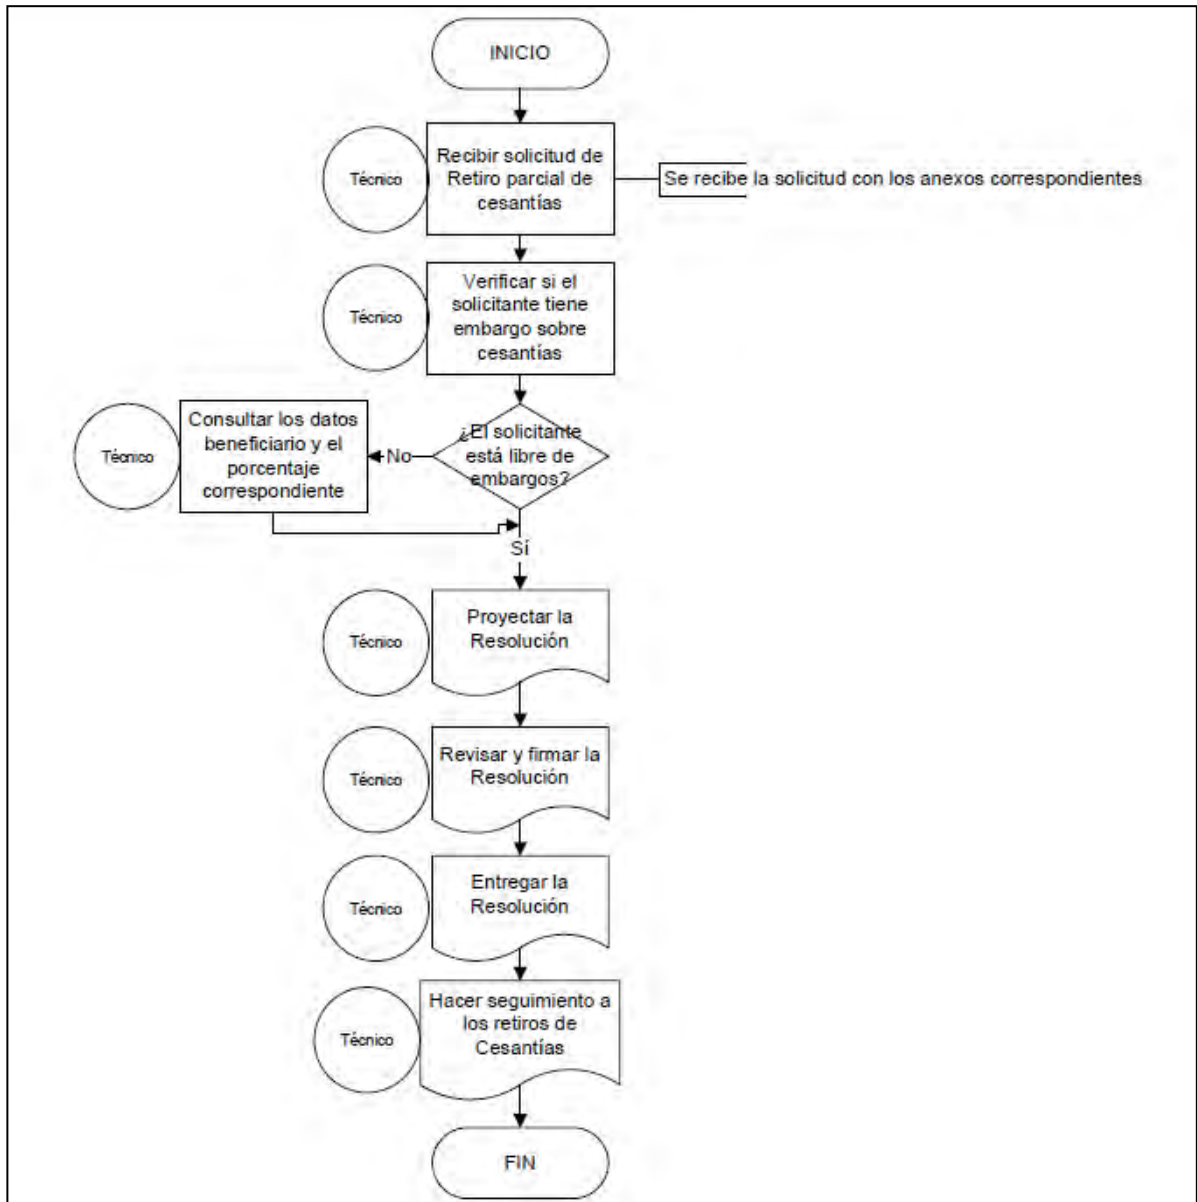 INICIO
Técnico
Recibir solicitud de
Retiro parcial de
cesantías
Se recibe la solicitud con los anexos correspondientes
Técnico
Verificar si el
solicitante tiene
embargo sobre
cesantías
Técnico
Consultar los datos
beneficiario y el
porcentaje
correspondiente
No
¿El solicitante
está libre de
embargos?
Sí
Técnico
Proyectar la
Resolución
Técnico
Revisar y firmar la
Resolución
Técnico
Entregar la
Resolución
Técnico
Hacer seguimiento a
los retiros de
Cesantías
FIN